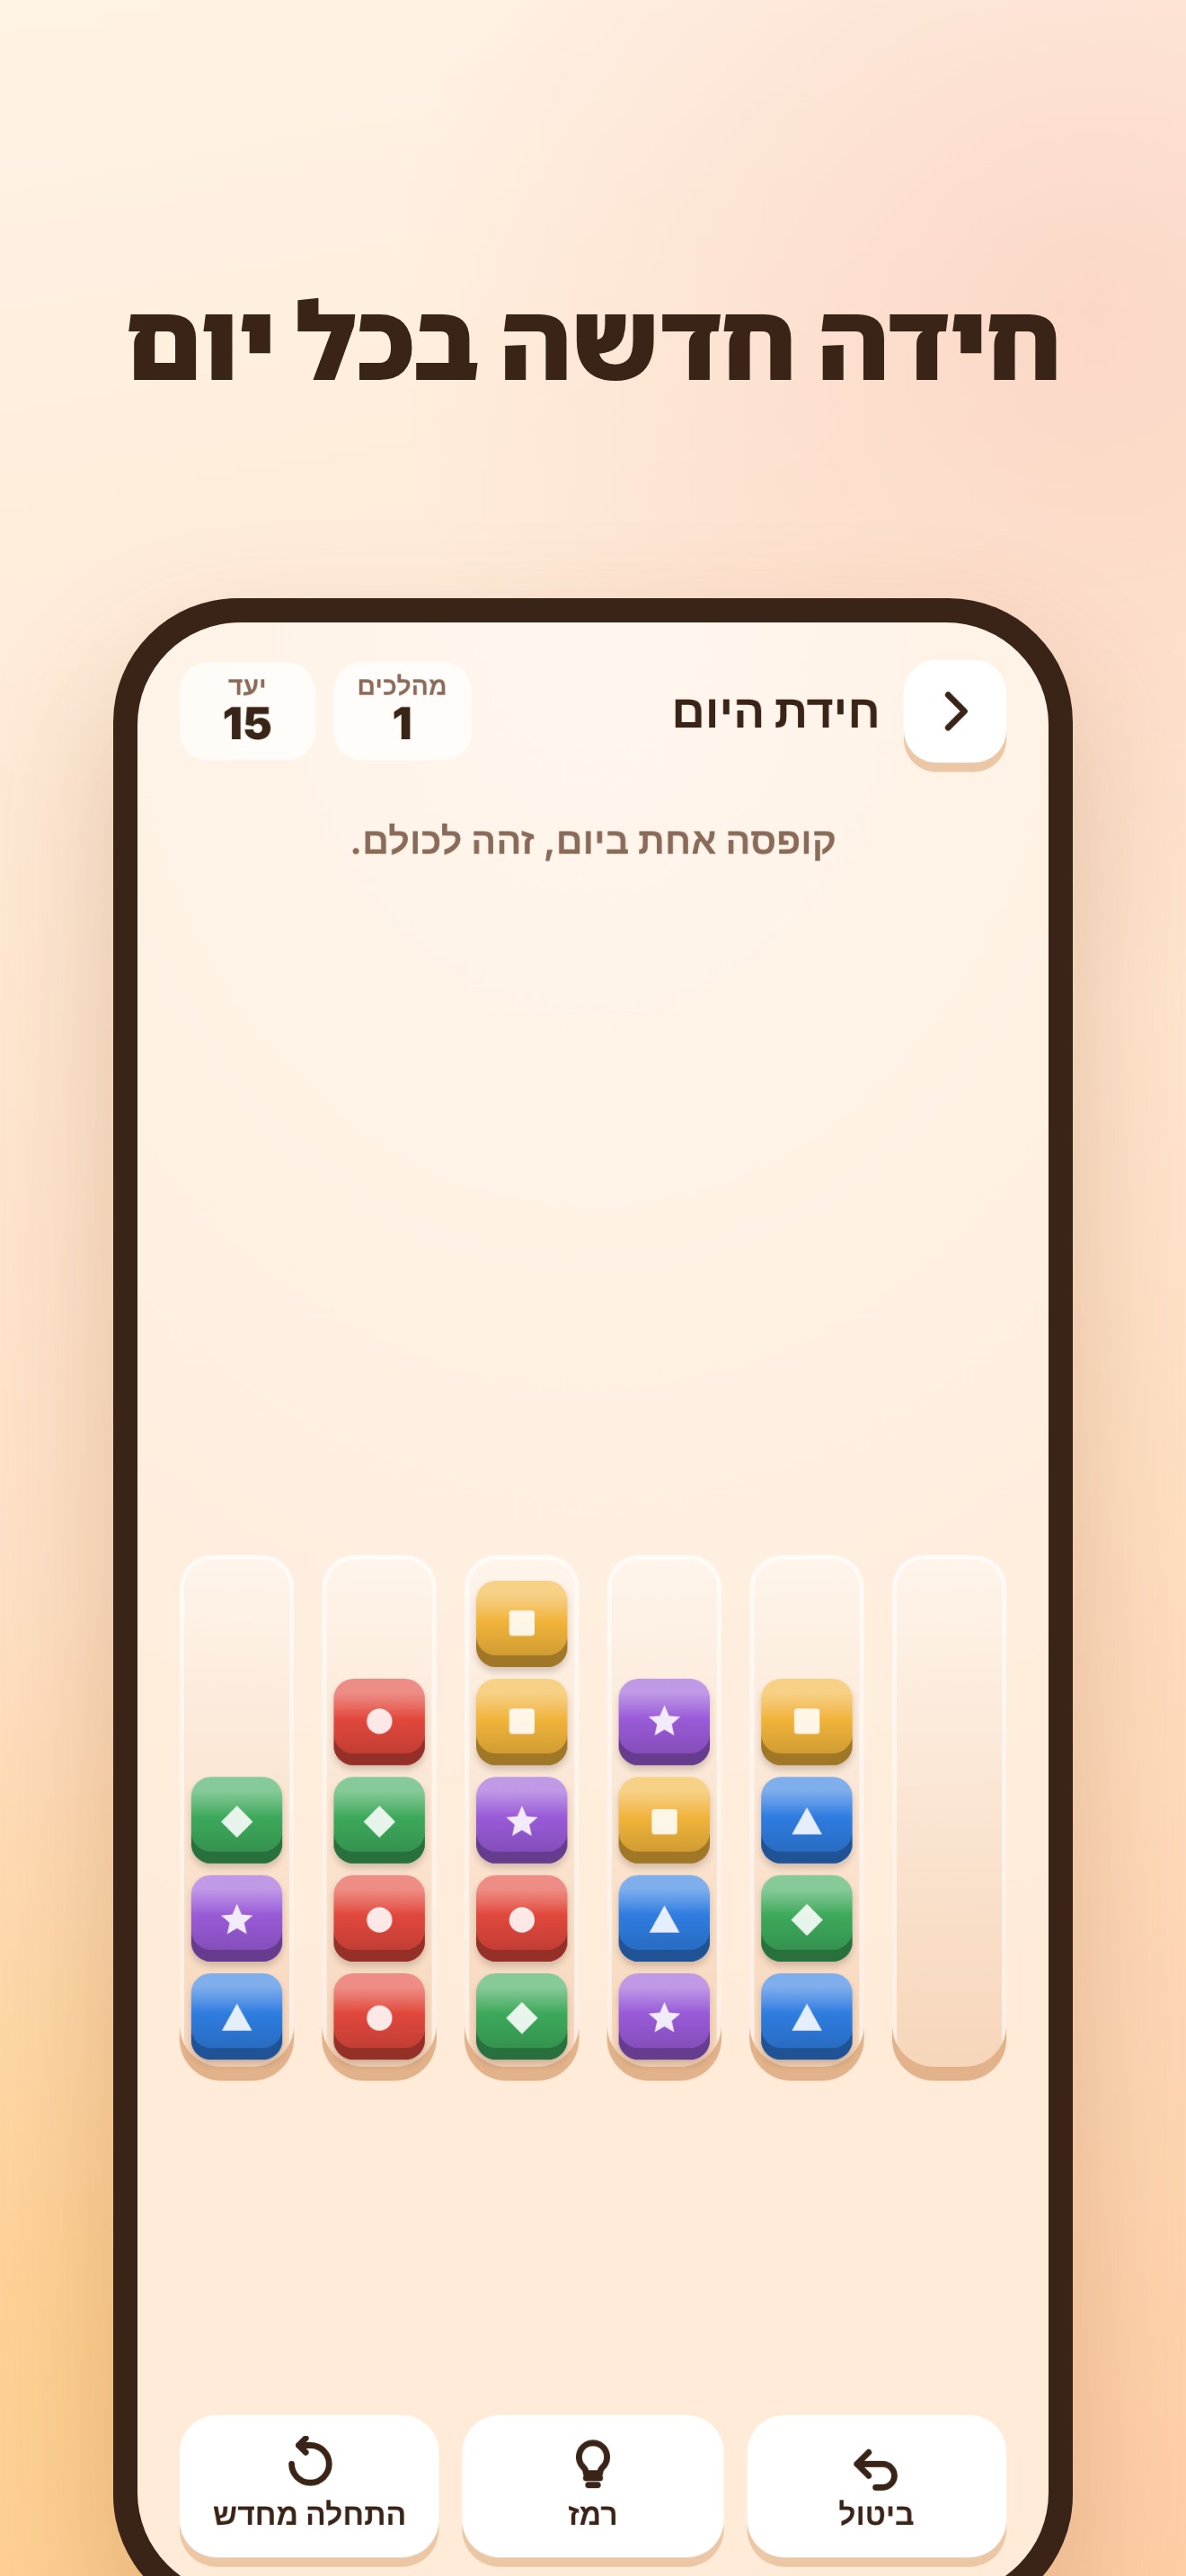 חידה חדשה בכל יום
חידת היום
מהלכים
1
יעד
15
קופסה אחת ביום, זהה לכולם.
ביטול
רמז
התחלה מחדש